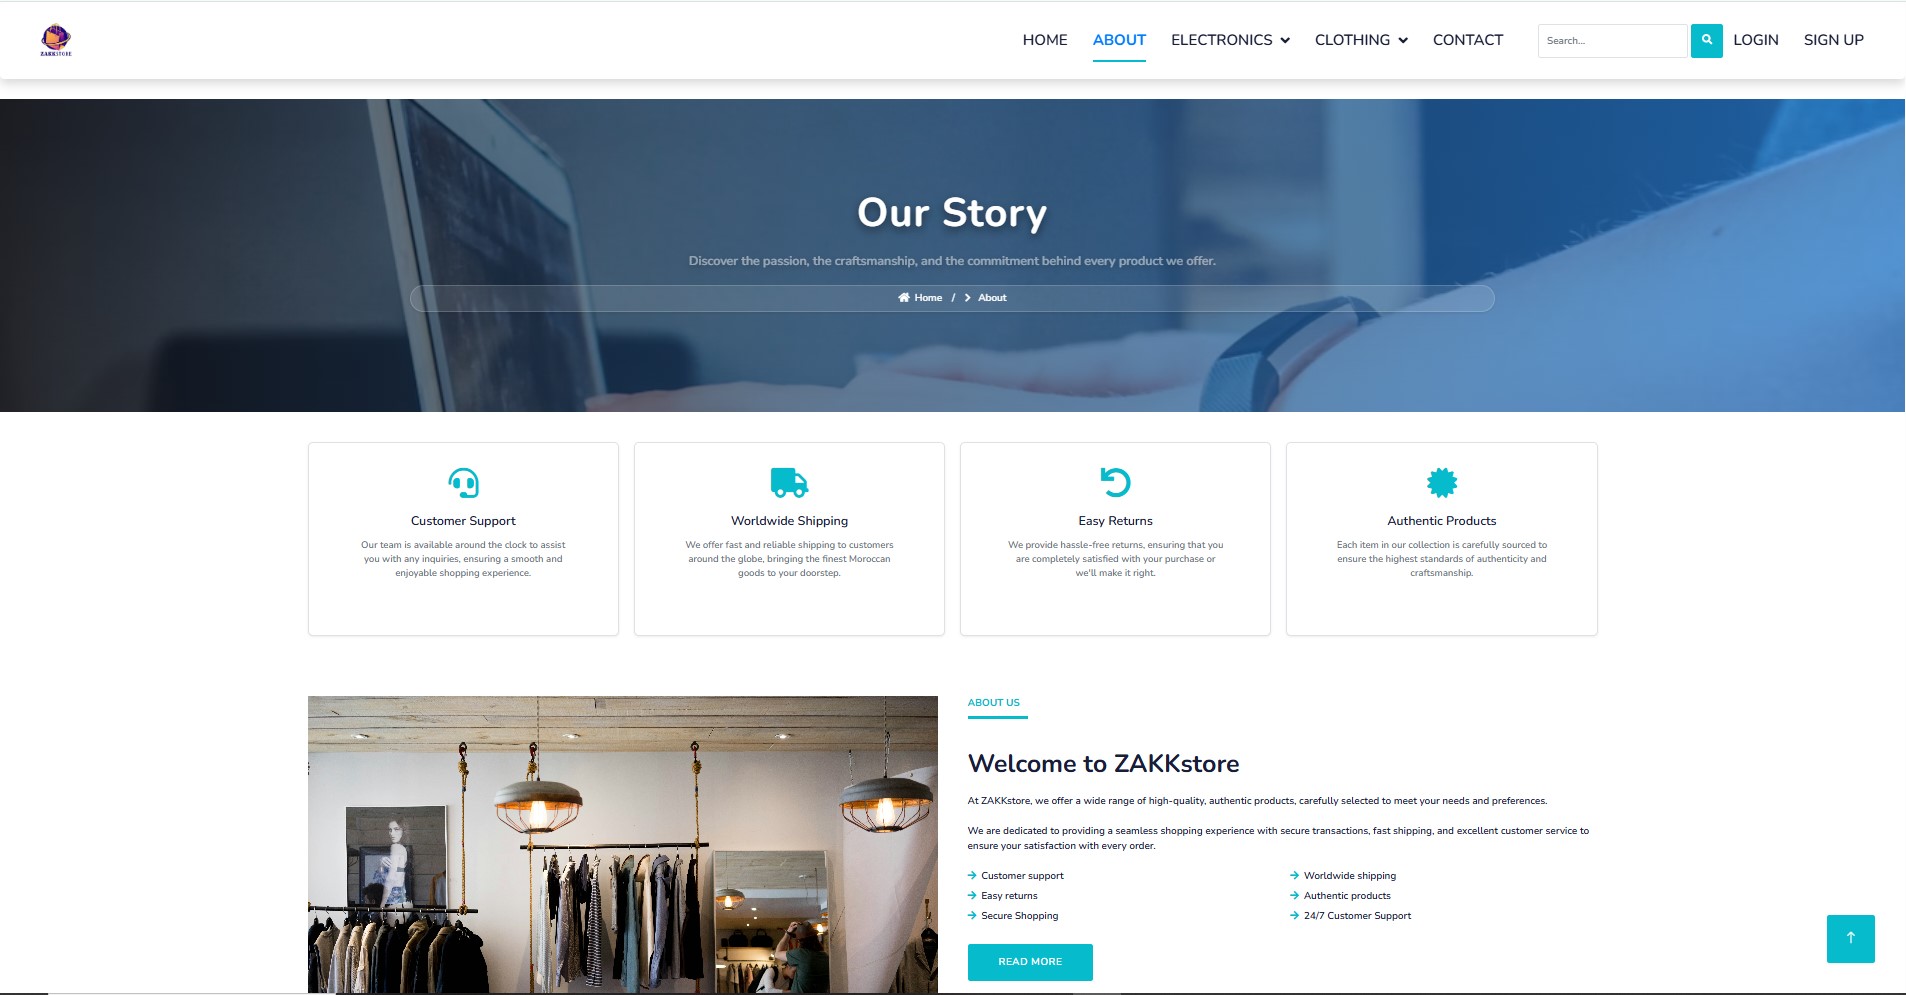 ZAKKSTORE
HOME ABOUT ELECTRONICS CLOTHING CONTACT Search... LOGIN SIGN UP
Our Story
Discover the passion, the craftsmanship, and the commitment behind every product we offer.
Home / > About
Customer Support
Our team is available around the clock to assist
you with any inquiries, ensuring a smooth and
enjoyable shopping experience.
Worldwide Shipping
We offer fast and reliable shipping to customers
around the globe, bringing the finest Moroccan
goods to your doorstep.
Easy Returns
We provide hassle-free returns, ensuring that you
are completely satisfied with your purchase or
we'll make it right.
Authentic Products
Each item in our collection is carefully sourced to
ensure the highest standards of authenticity and
craftsmanship.
ABOUT US
Welcome to ZAKKstore
At ZAKKstore, we offer a wide range of high-quality, authentic products, carefully selected to meet your needs and preferences.
We are dedicated to providing a seamless shopping experience with secure transactions, fast shipping, and excellent customer service to
ensure your satisfaction with every order.
Customer support
Worldwide shipping
Easy returns
Authentic products
Secure Shopping
24/7 Customer Support
READ MORE